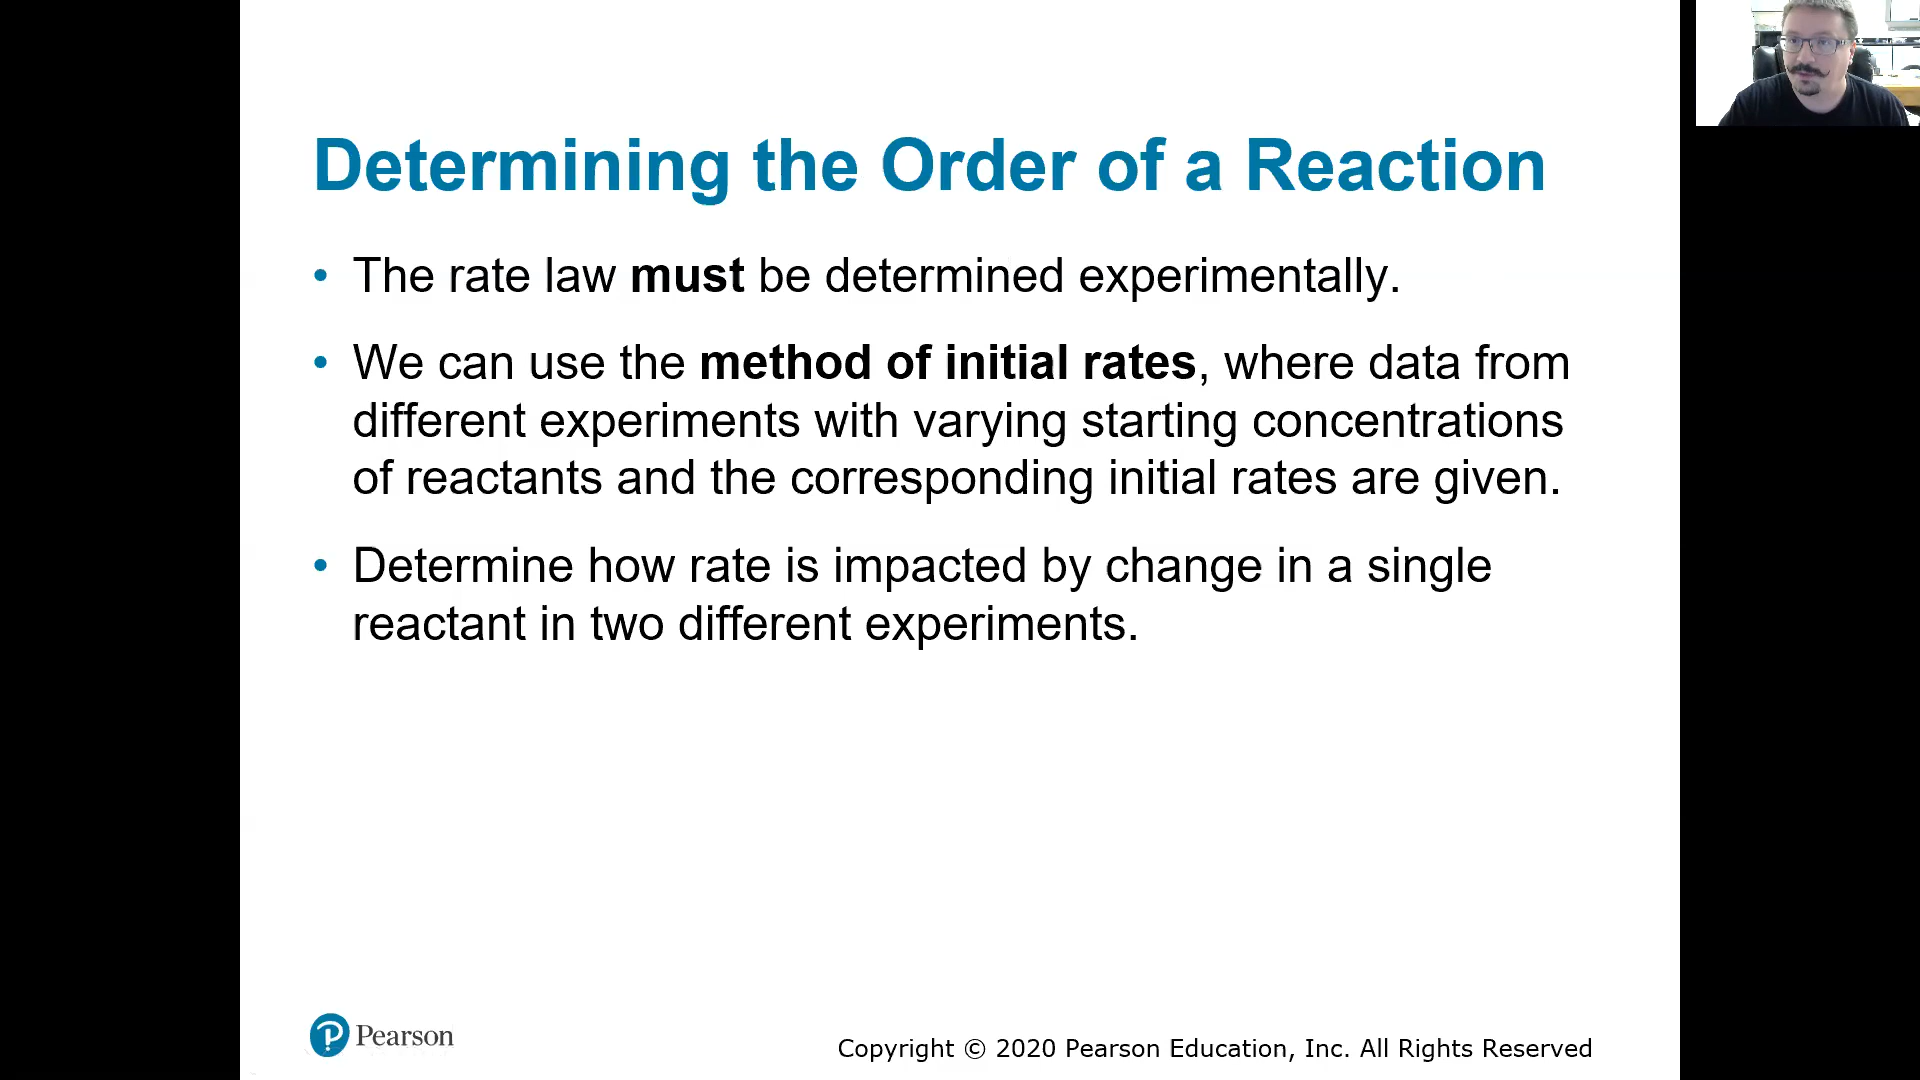 Determining the Order of a Reaction
• The rate law must be determined experimentally.
• We can use the method of initial rates, where data from
different experiments with varying starting concentrations
of reactants and the corresponding initial rates are given.
• Determine how rate is impacted by change in a single
reactant in two different experiments.
P Pearson
Copyright © 2020 Pearson Education, Inc. All Rights Reserved